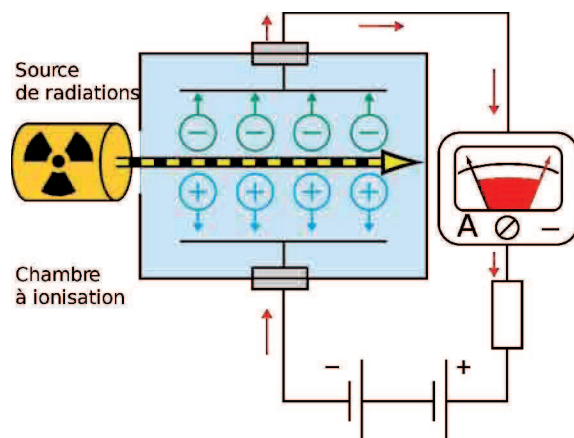 Source
de radiations
Chambre
à ionisation
A
−
−
+
− − − −
+ + + +